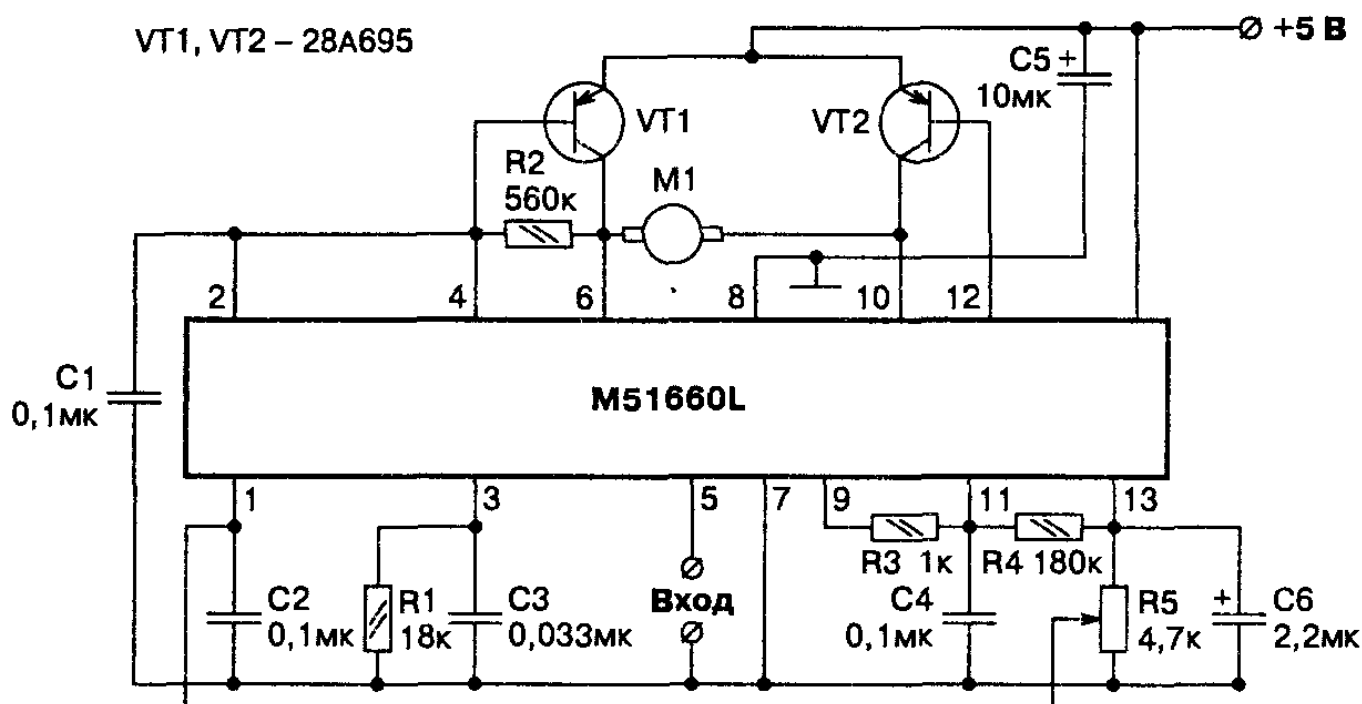 VT1, VT2 – 28А695
+5 В
C5 +
10мк
VT1
VT2
R2
560к
M1
2
4
6
8
10
12
C1
0,1мк
M51660L
1
3
5
7
9
11
13
R3 1к
R4 180к
C2
0,1мк
R1
18к
C3
0,033мк
Вход
C4
0,1мк
R5
4,7к
+
C6
2,2мк